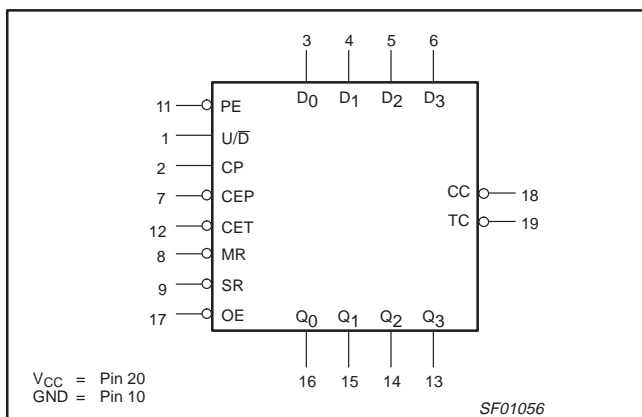 3 4 5 6
D0 D1 D2 D3
11 PE
1 U/D̅
2 CP
7 CEP
CC 18
12 CET
TC 19
8 MR
9 SR
17 OE
Q0 Q1 Q2 Q3
16 15 14 13
VCC = Pin 20
GND = Pin 10
SF01056